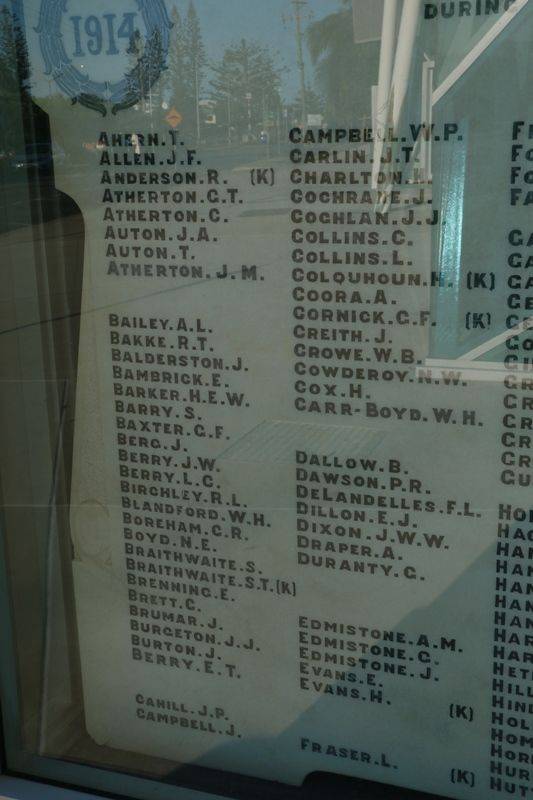 1914
DURING
AHERN.T.
ALLEN.J.F.
ANDERSON.R. (K)
ATHERTON.G.T.
ATHERTON.C.
AUTON.J.A.
AUTON.T.
ATHERTON.J.M.
BAILEY.A.L.
BAKKE.R.T.
BALDERSTON.J.
BAMBRICK.E.
BARKER.H.E.W.
BARRY.S.
BAXTER.G.F.
BERG.J.
BERRY.J.W.
BERRY.L.G.
BIRCHLEY.R.L.
BLANDFORD.W.H.
BOREHAM.C.R.
BOYD.N.E.
BRAITHWAITE.S.
BRAITHWAITE.S.T.(K)
BRENNING.E.
BRETT.C.
BRUMAR.J.
BURGETON.J.J.
BURTON.J.
BERRY.E.T.
CAHILL.J.P.
CAMPBELL.J.
CAMPBELL.W.P.
CARLIN.J.T.
CHARLTON.H.
COCHRANE.J.
COGHLAN.J.J.
COLLINS.C.
COLLINS.L.
COLQUHOUN.H. (K)
COORA.A.
CORNICK.G.F. (K)
CREITH.J.
CROWE.W.B.
COWDEROY.N.W.
COX.H.
CARR-BOYD.W.H.
DALLOW.B.
DAWSON.P.R.
DELANDELLES.F.L.
DILLON.E.J.
DIXON.J.W.W.
DRAPER.A.
DURANTY.G.
EDMISTONE.A.M.
EDMISTONE.G.
EDMISTONE.J.
EVANS.E.
EVANS.H.
(K)
FRASER.L.
(K)